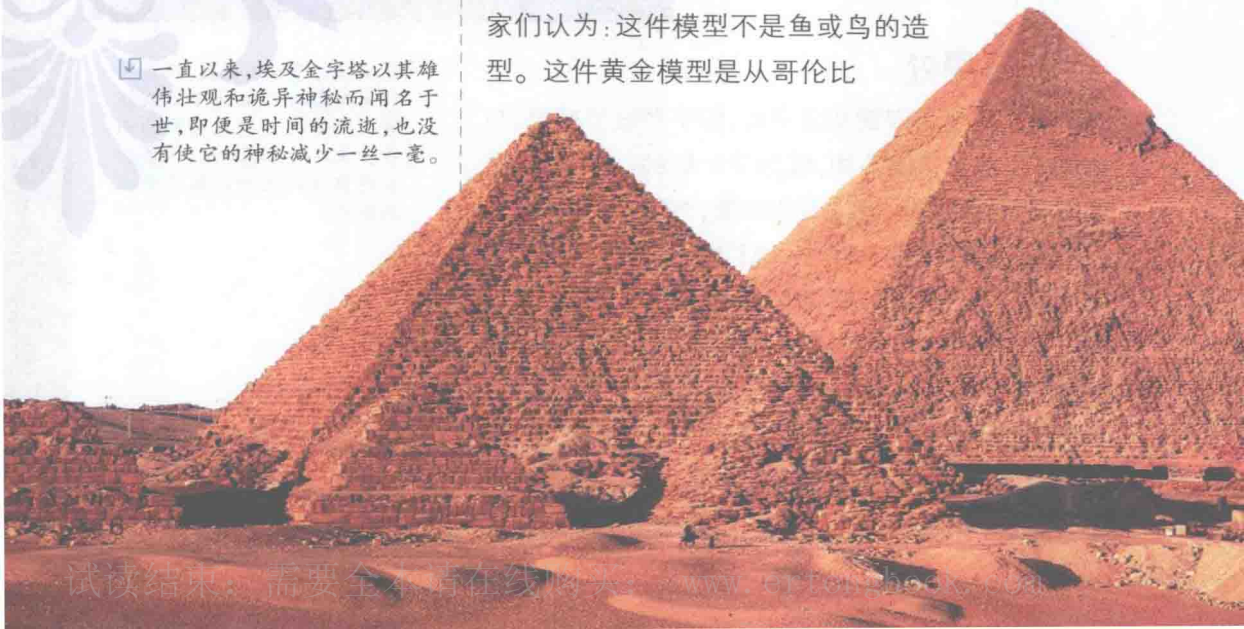 家们认为:这件模型不是鱼或鸟的造
型。这件黄金模型是从哥伦比
一直以来,埃及金字塔以其雄
伟壮观和诡异神秘而闻名于
世,即便是时间的流逝,也没
有使它的神秘减少一丝一毫。
试读结束:需要全本请在线购买:www.ertongbook.com